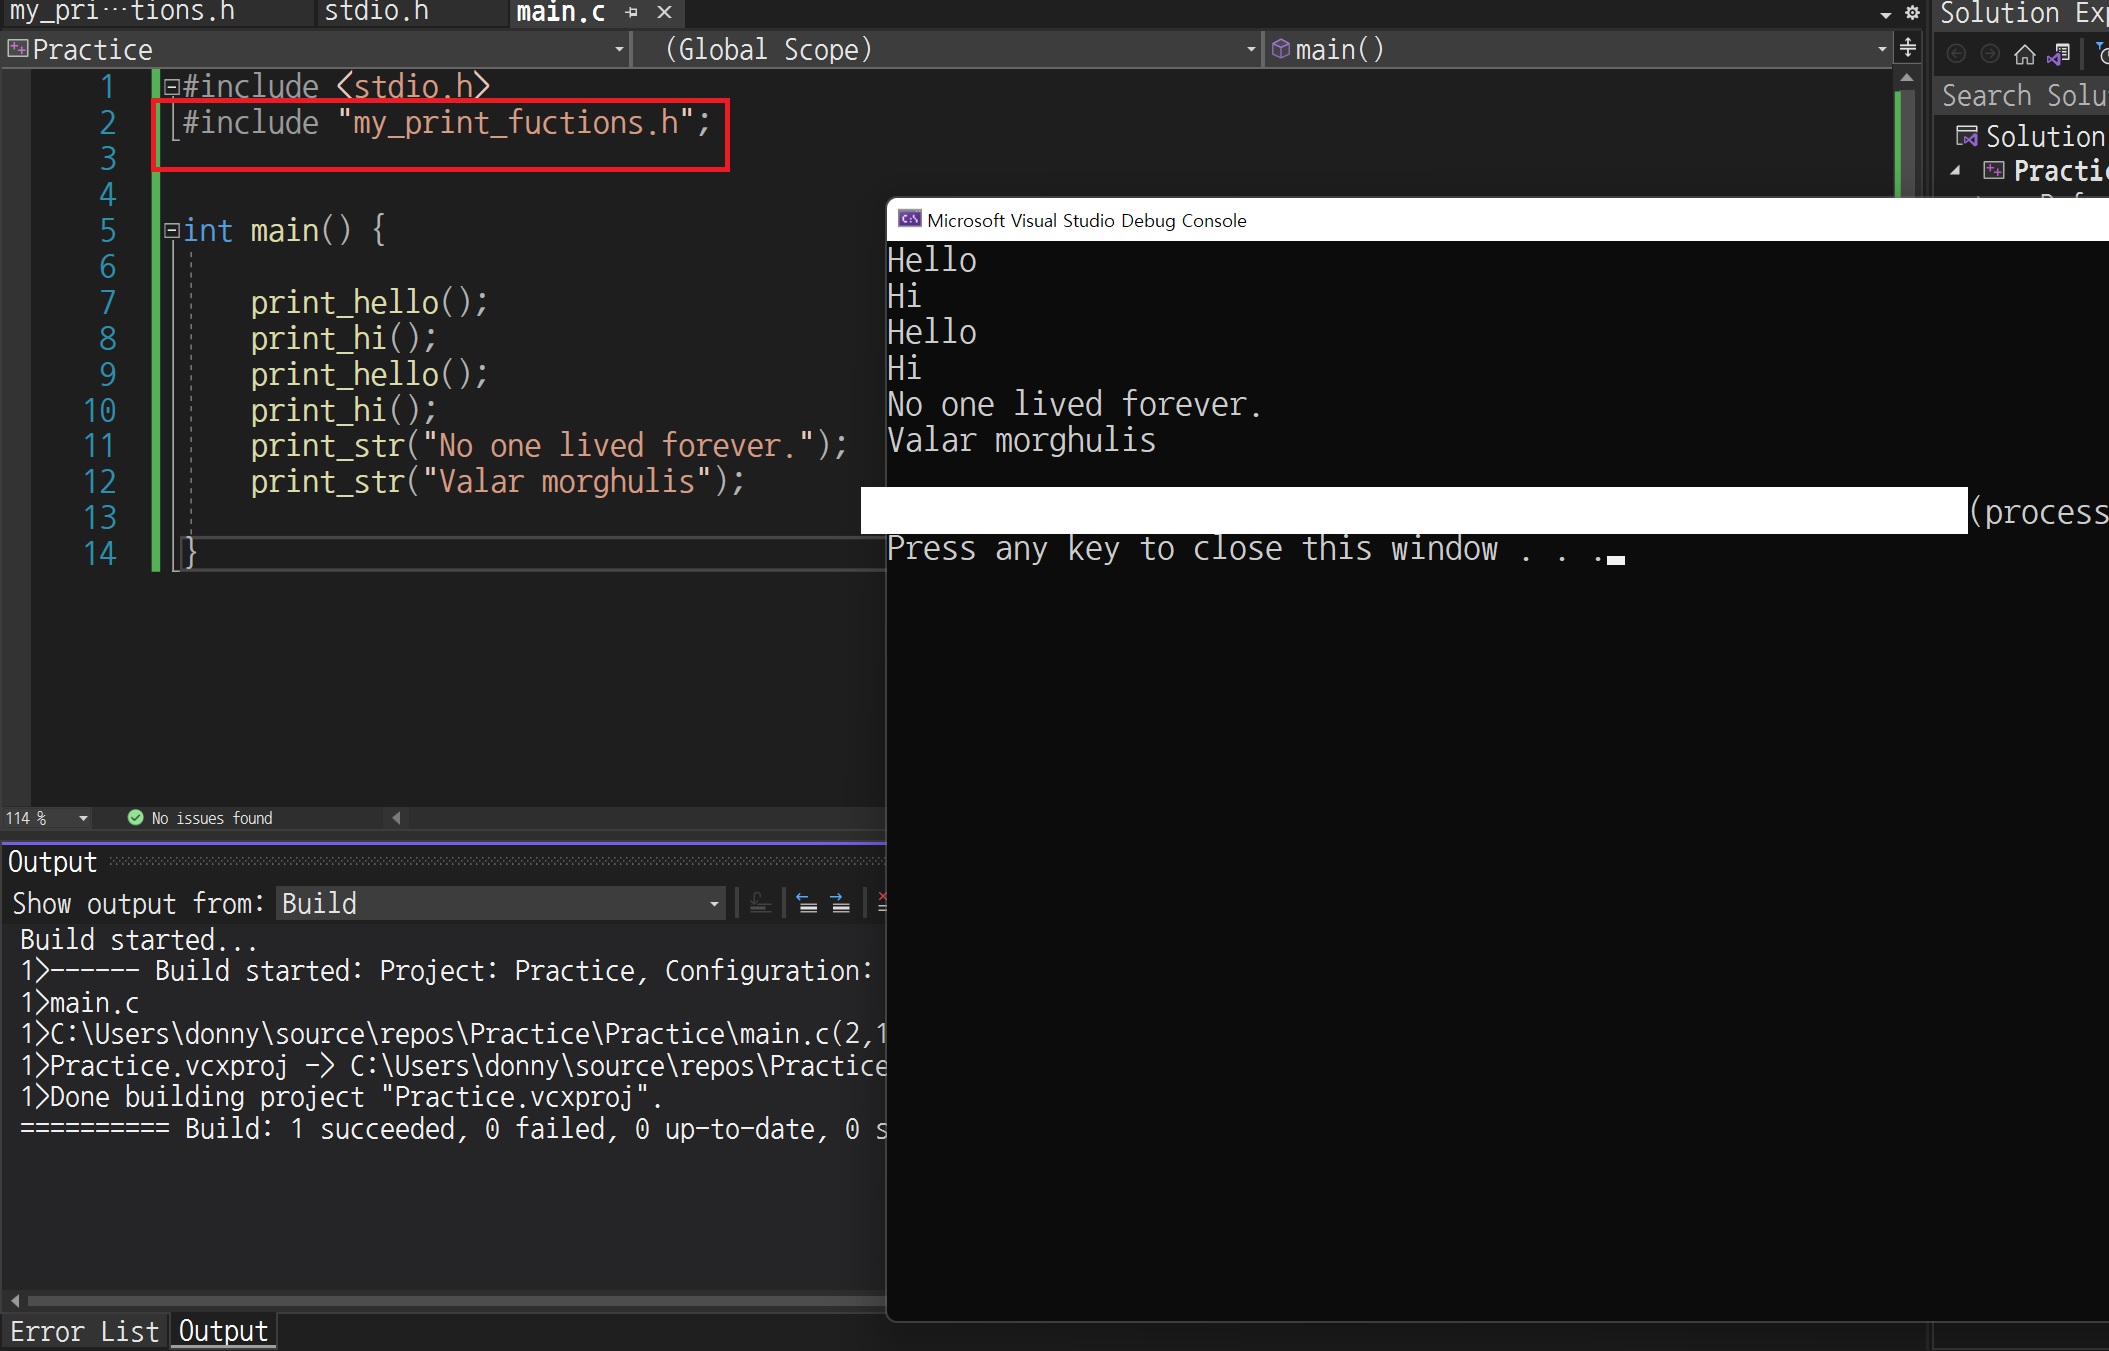 my_pri···tions.h stdio.h main.c
Solution Exp
Practice (Global Scope) main()
Search Solu
Solution
Practic
1 #include <stdio.h>
2 #include "my_print_fuctions.h";
3
4
5 int main() {
6
7 print_hello();
8 print_hi();
9 print_hello();
10 print_hi();
11 print_str("No one lived forever.");
12 print_str("Valar morghulis");
13
14 }
Microsoft Visual Studio Debug Console
Hello
Hi
Hello
Hi
No one lived forever.
Valar morghulis
(process
Press any key to close this window . . .
114 % No issues found
Output
Show output from: Build
Build started...
1>------ Build started: Project: Practice, Configuration:
1>main.c
1>C:\Users\donny\source\repos\Practice\Practice\main.c(2,1
1>Practice.vcxproj -> C:\Users\donny\source\repos\Practice
1>Done building project "Practice.vcxproj".
========== Build: 1 succeeded, 0 failed, 0 up-to-date, 0 s
Error List Output